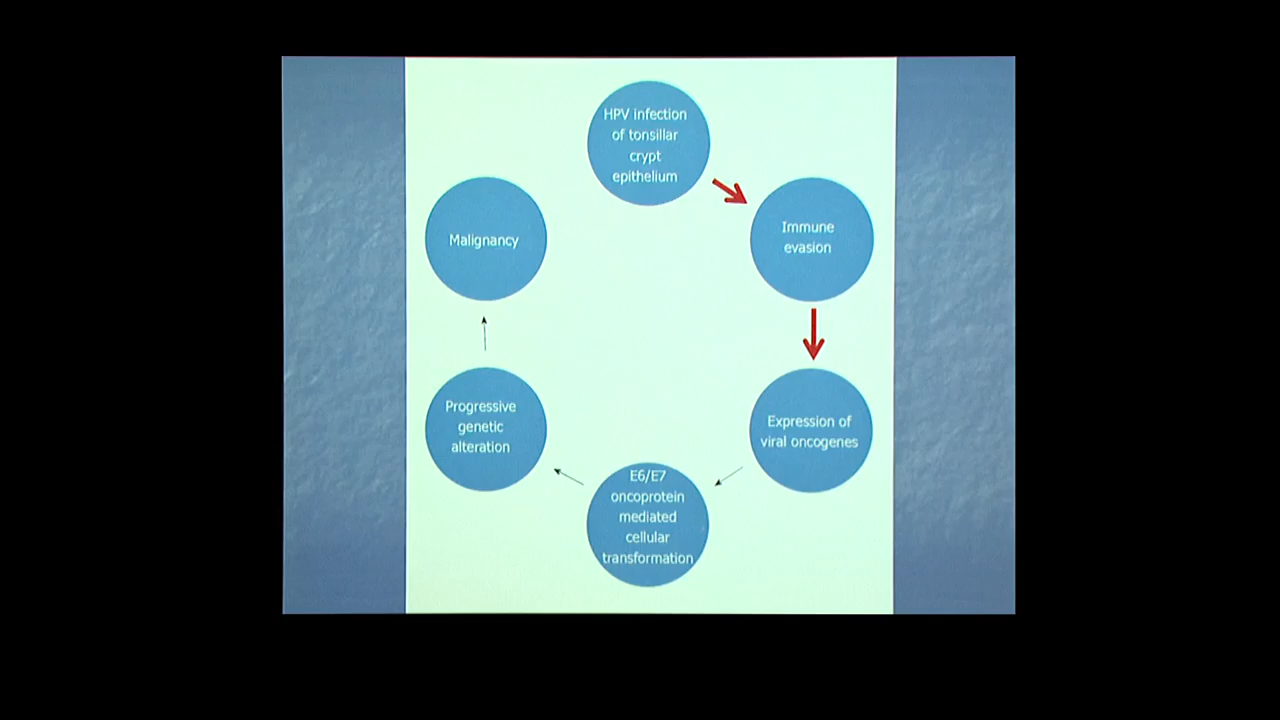 HPV infection
of tonsillar
crypt
epithelium
Immune
evasion
Expression of
viral oncogenes
E6/E7
oncoprotein
mediated
cellular
transformation
Progressive
genetic
alteration
Malignancy